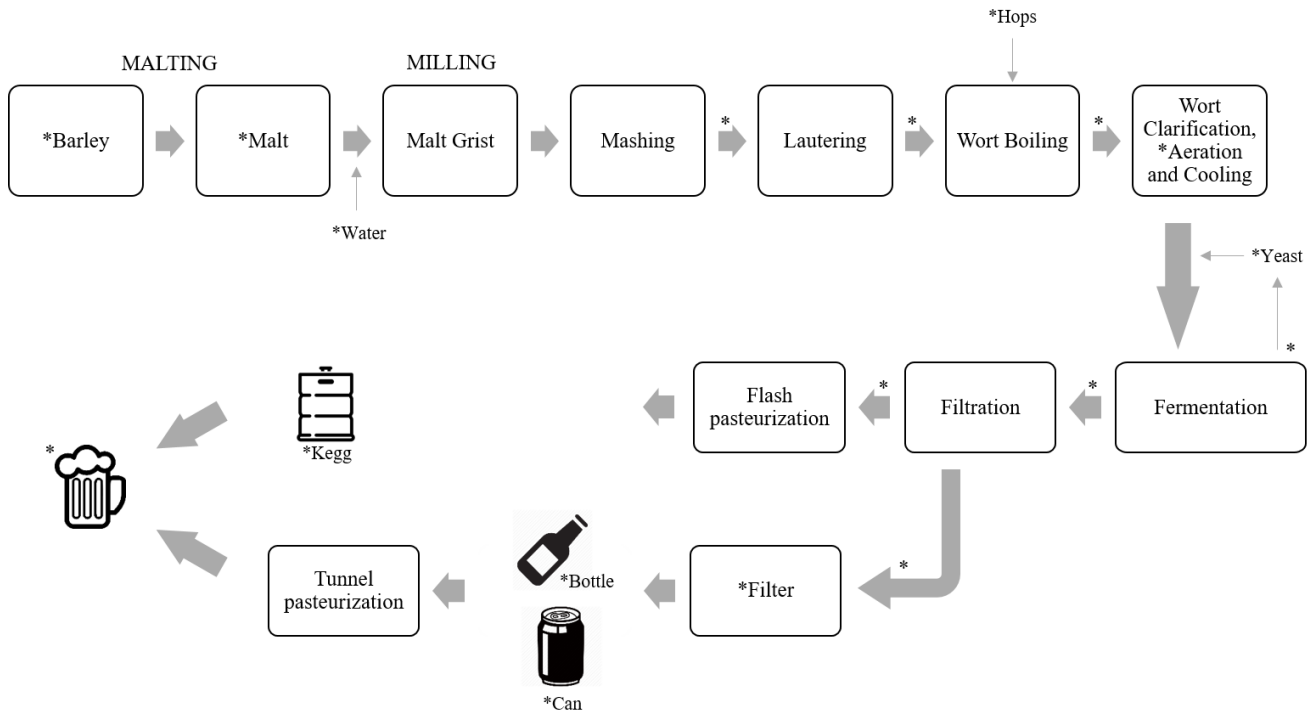 *Hops
MALTING
MILLING
*Barley
*Malt
Malt Grist
Mashing
*
Lautering
*
Wort Boiling
*
Wort
Clarification,
*Aeration
and Cooling
*Water
*Yeast
*
Fermentation
*
Filtration
*
Flash
pasteurization
*Kegg
*
*
*Filter
*Bottle
*Can
Tunnel
pasteurization